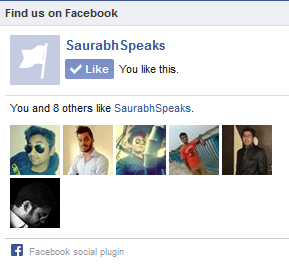 Find us on Facebook
SaurabhSpeaks
Like You like this.
You and 8 others like SaurabhSpeaks.
Facebook social plugin